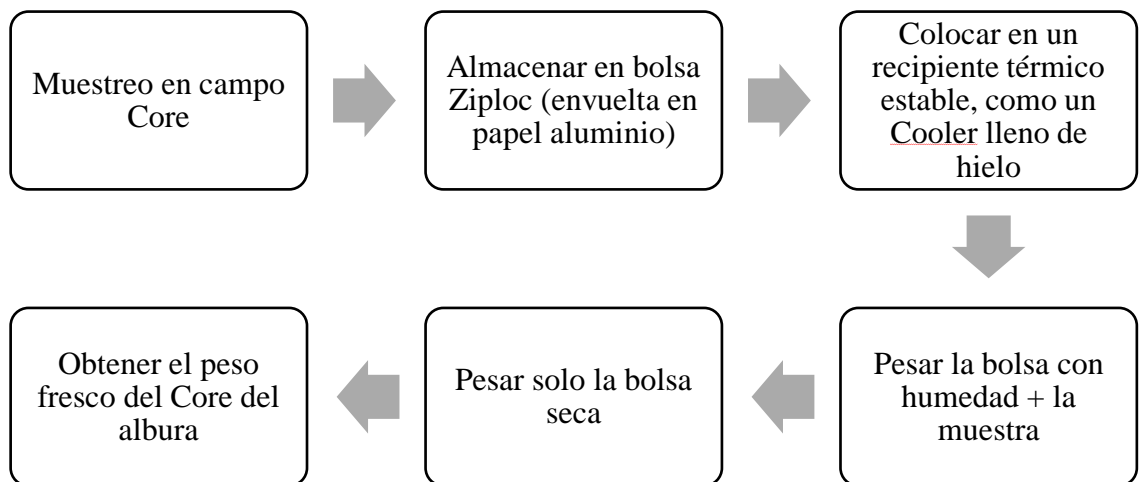 Muestreo en campo
Core
Almacenar en bolsa
Ziploc (envuelta en
papel aluminio)
Colocar en un
recipiente térmico
estable, como un
Cooler lleno de
hielo
Pesar la bolsa con
humedad + la
muestra
Pesar solo la bolsa
seca
Obtener el peso
fresco del Core del
albura